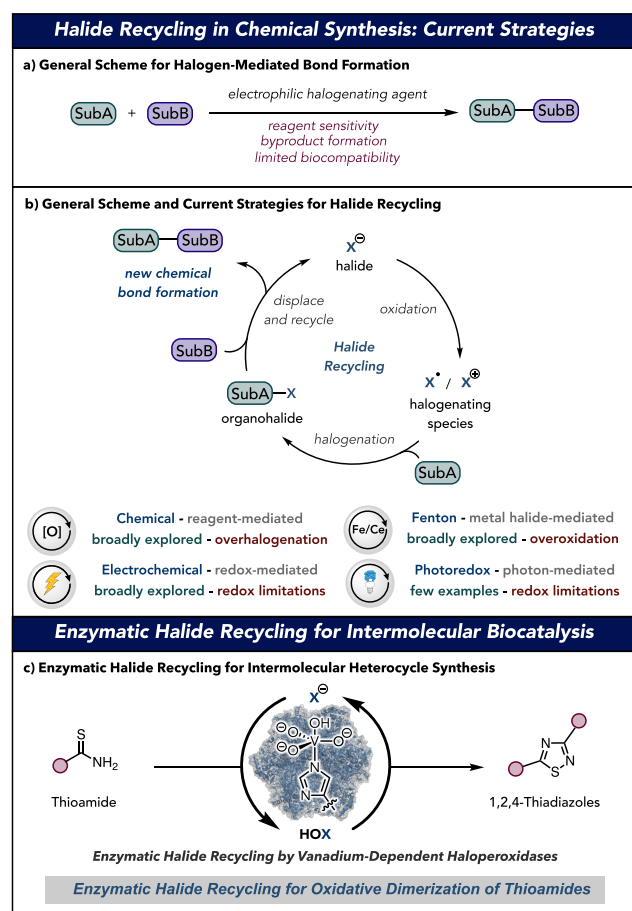 Halide Recycling in Chemical Synthesis: Current Strategies
a) General Scheme for Halogen-Mediated Bond Formation
SubA + SubB
electrophilic halogenating agent
reagent sensitivity
byproduct formation
limited biocompatibility
SubA SubB
b) General Scheme and Current Strategies for Halide Recycling
SubA SubB
new chemical
bond formation
X⊖
halide
displace
and recycle
oxidation
SubB
Halide
Recycling
SubA X
organohalide
X• / X⊕
halogenating
species
halogenation
SubA
[O]
Chemical - reagent-mediated
broadly explored - overhalogenation
Fe/Ce
Fenton - metal halide-mediated
broadly explored - overoxidation
Electrochemical - redox-mediated
broadly explored - redox limitations
Photoredox - photon-mediated
few examples - redox limitations
Enzymatic Halide Recycling for Intermolecular Biocatalysis
c) Enzymatic Halide Recycling for Intermolecular Heterocycle Synthesis
S
NH₂
Thioamide
X⊖
OH
⊖O V O⊖
⊖O
N
N
HOX
N
N
S
1,2,4-Thiadiazoles
Enzymatic Halide Recycling by Vanadium-Dependent Haloperoxidases
Enzymatic Halide Recycling for Oxidative Dimerization of Thioamides